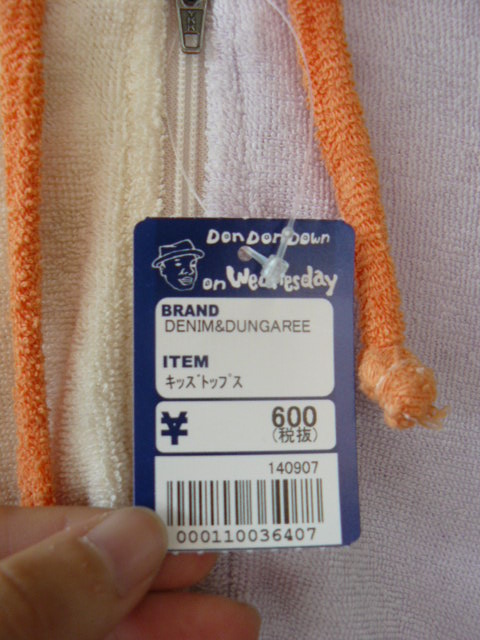 YKK
Don Don Down
on Wednesday
BRAND
DENIM&DUNGAREE
ITEM
ｷｯｽﾞﾄｯﾌﾟｽ
¥ 600
(税抜)
140907
000110036407